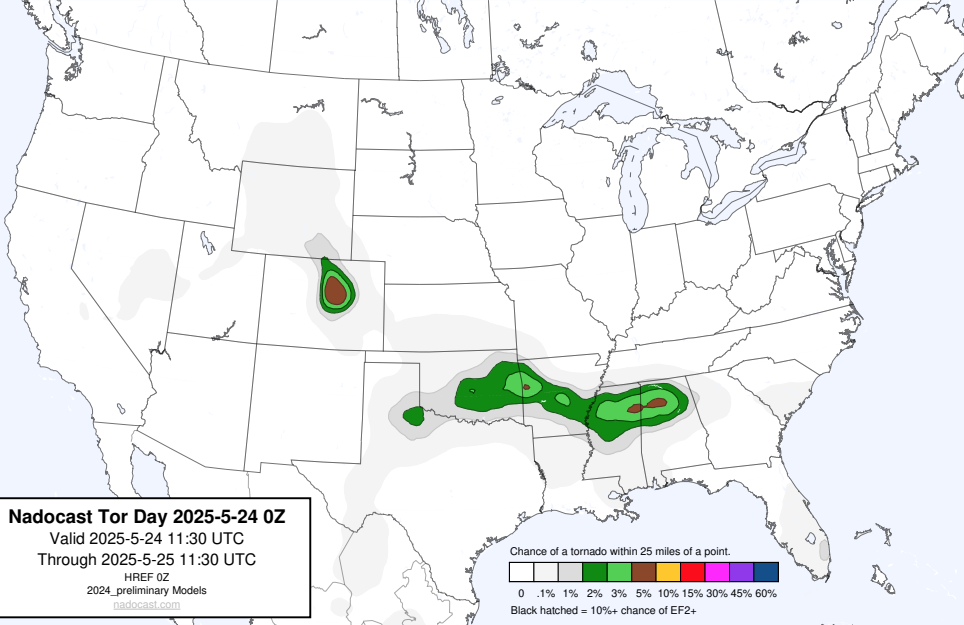 Nadocast Tor Day 2025-5-24 0Z
Valid 2025-5-24 11:30 UTC
Through 2025-5-25 11:30 UTC
HREF 0Z
2024_preliminary Models
nadocast.com
Chance of a tornado within 25 miles of a point.
0 .1% 1% 2% 3% 5% 10% 15% 30% 45% 60%
Black hatched = 10%+ chance of EF2+